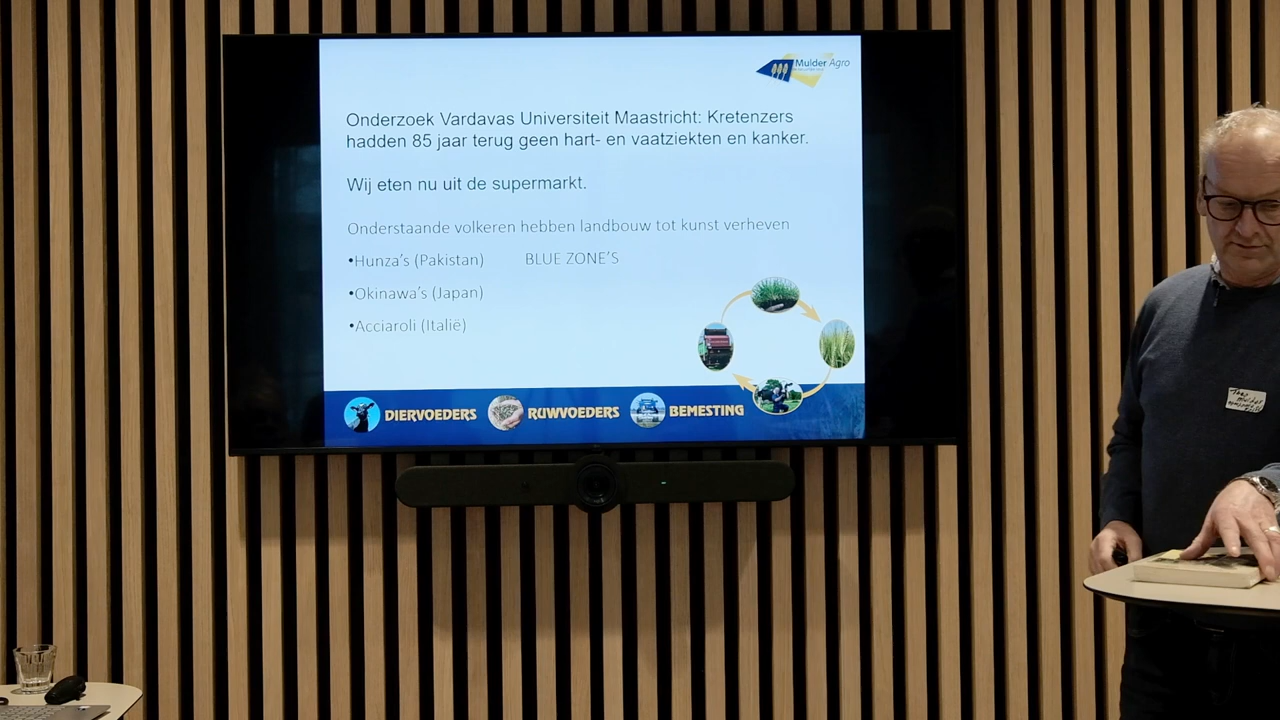 Mulder Agro
Onderzoek Vardavas Universiteit Maastricht: Kretenzers
hadden 85 jaar terug geen hart- en vaatziekten en kanker.
Wij eten nu uit de supermarkt.
Onderstaande volkeren hebben landbouw tot kunst verheven
•Hunza's (Pakistan) BLUE ZONE'S
•Okinawa's (Japan)
•Acciaroli (Italië)
DIERVOEDERS RUWVOEDERS BEMESTING